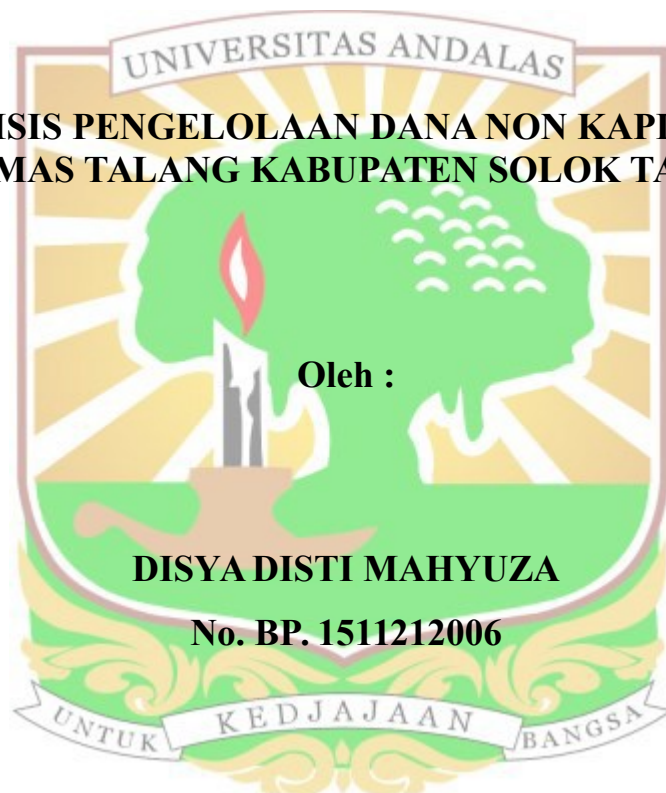 UNIVERSITAS ANDALAS
ISIS PENGELOLAAN DANA NON KAPI
MAS TALANG KABUPATEN SOLOK TA
Oleh :
DISYA DISTI MAHYUZA
No. BP. 1511212006
UNTUK KEDJAJAAN BANGSA